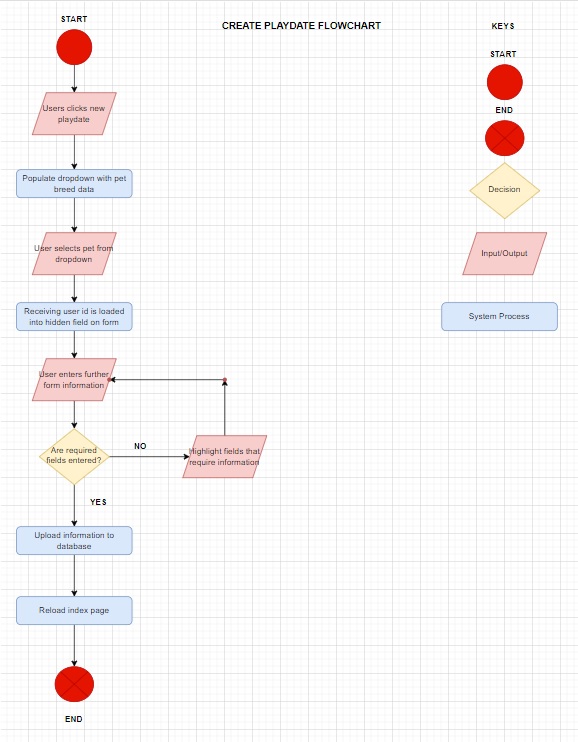 CREATE PLAYDATE FLOWCHART
START
Users clicks new
playdate
Populate dropdown with pet
breed data
User selects pet from
dropdown
Receiving user id is loaded
into hidden field on form
User enters further
form information
Are required
fields entered?
NO
Highlight fields that
require information
YES
Upload information to
database
Reload index page
END
KEYS
START
END
Decision
Input/Output
System Process